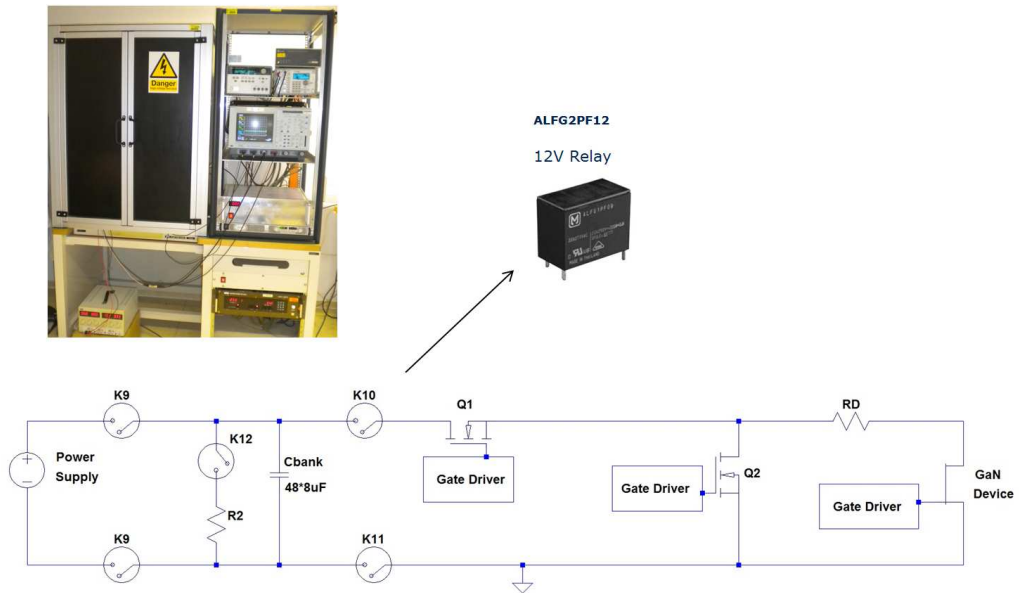 Danger
ALFG2PF12
12V Relay
K9
K10
Q1
RD
K12
Power
Supply
Cbank
48*8uF
Gate Driver
Gate Driver
Q2
GaN
Device
Gate Driver
R2
K9
K11